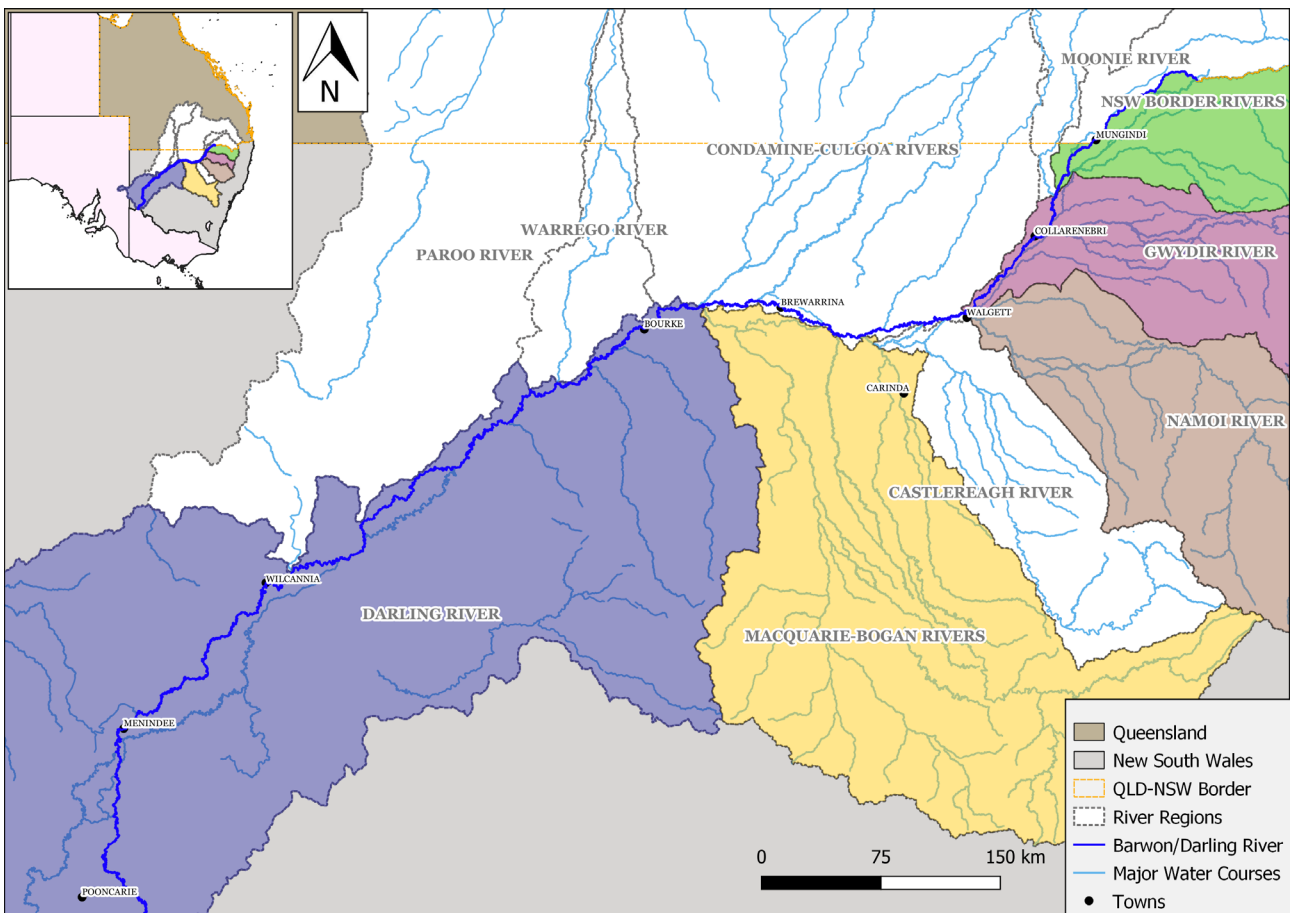 N
MOONIE RIVER
NSW BORDER RIVERS
MUNGINDI
CONDAMINE-CULGOA RIVERS
WARREGO RIVER
PAROO RIVER
COLLARENEBRI
GWYDIR RIVER
BREWARRINA
BOURKE
WALGETT
CARINDA
NAMOI RIVER
CASTLEREAGH RIVER
WILCANNIA
DARLING RIVER
MACQUARIE-BOGAN RIVERS
MENINDEE
POONCARIE
0 75 150 km
Queensland
New South Wales
QLD-NSW Border
River Regions
Barwon/Darling River
Major Water Courses
Towns